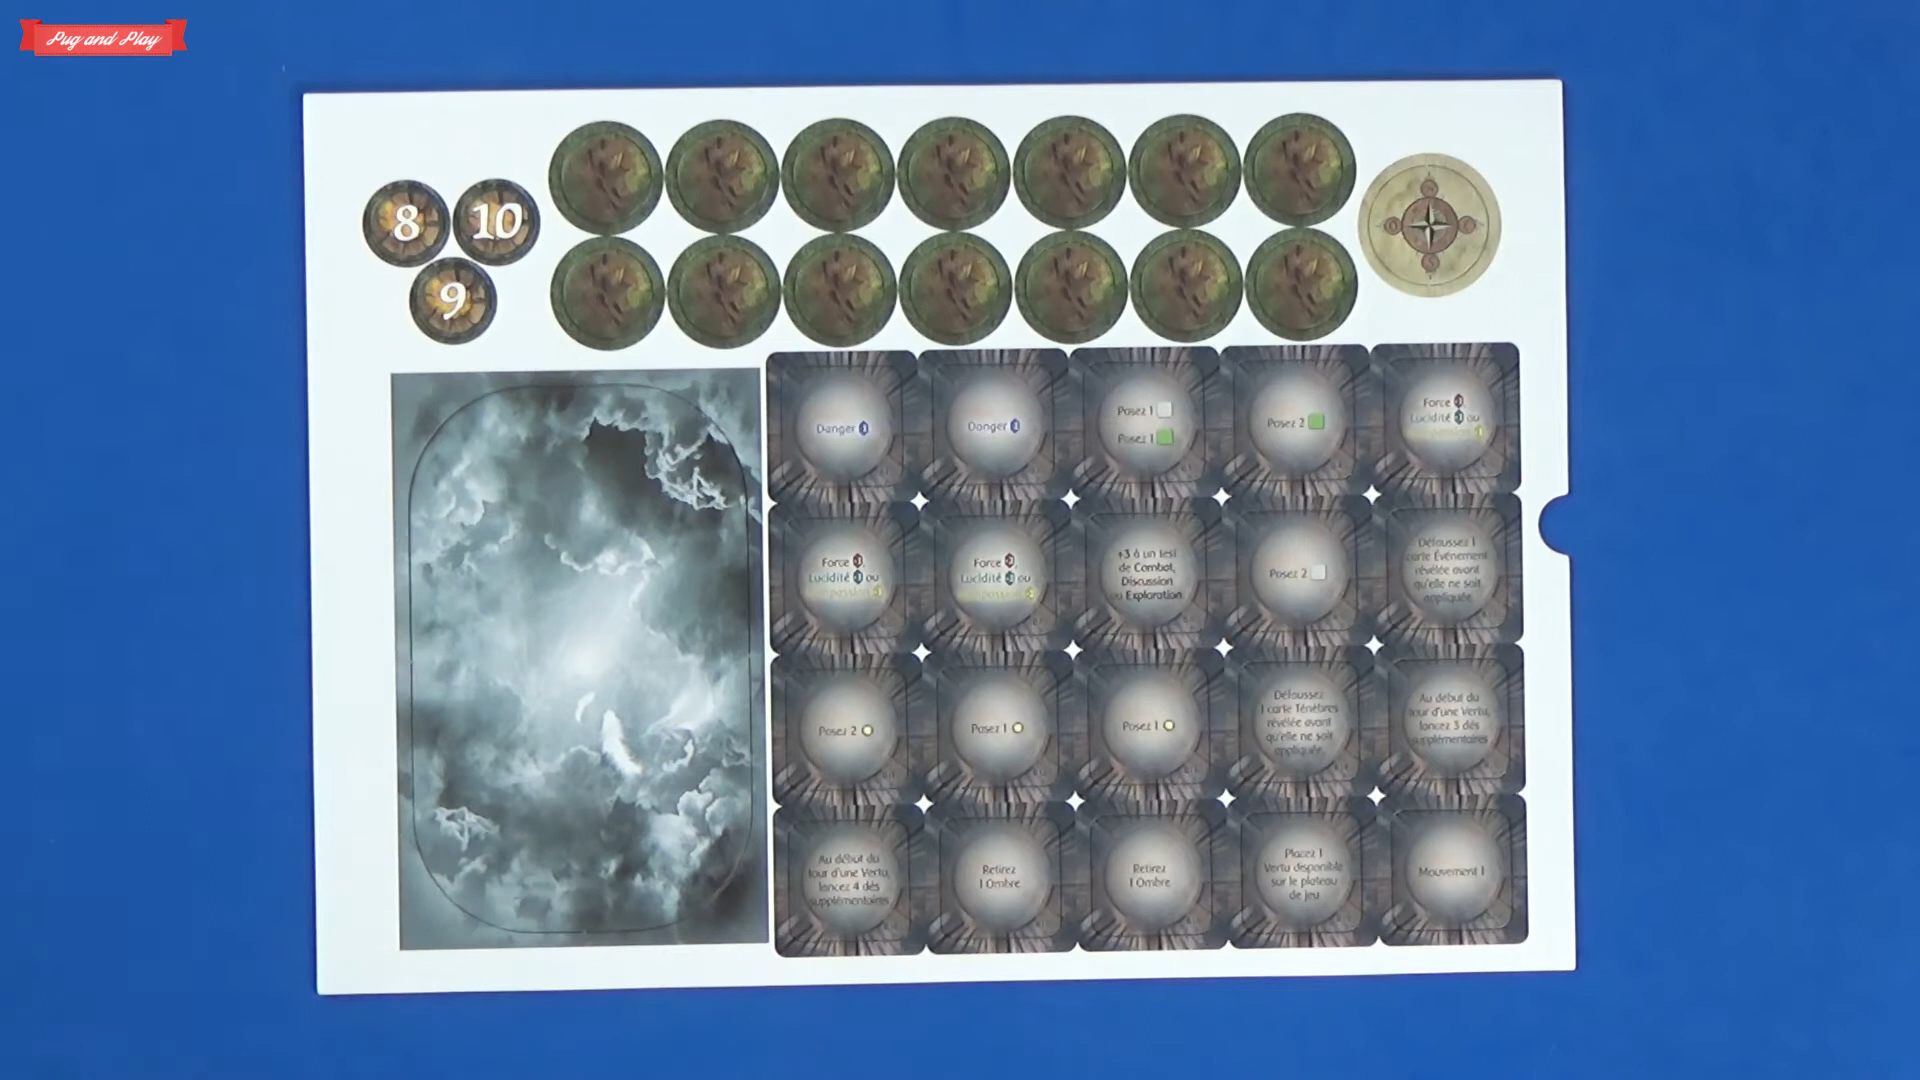 Pug and Play
8
10
9
Danger
Danger
Posez 1
Posez 1
Posez 2
Force
Lucidité ou
Compassion
Force
Lucidité ou
Compassion
Force
Lucidité ou
Compassion
+3 à un test
de Combat,
Discussion
ou Exploration
Posez 2
Défaussez 1
carte Événement
révélée avant
qu'elle ne soit
appliquée.
Posez 2
Posez 1
Posez 1
Défaussez
1 carte Ténèbres
révélée avant
qu'elle ne soit
appliquée.
Au début du
tour d'une Vertu,
lancez 3 dés
supplémentaires
Au début du
tour d'une Vertu,
lancez 4 dés
supplémentaires
Retirez
1 Ombre
Retirez
1 Ombre
Placez 1
Vertu disponible
sur le plateau
de jeu
Mouvement 1